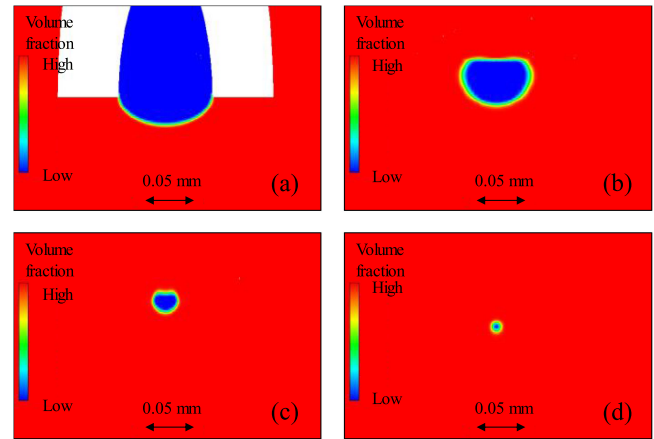 Volume
fraction
High
Low
0.05 mm
(a)
Volume
fraction
High
Low
0.05 mm
(b)
Volume
fraction
High
Low
0.05 mm
(c)
Volume
fraction
High
Low
0.05 mm
(d)